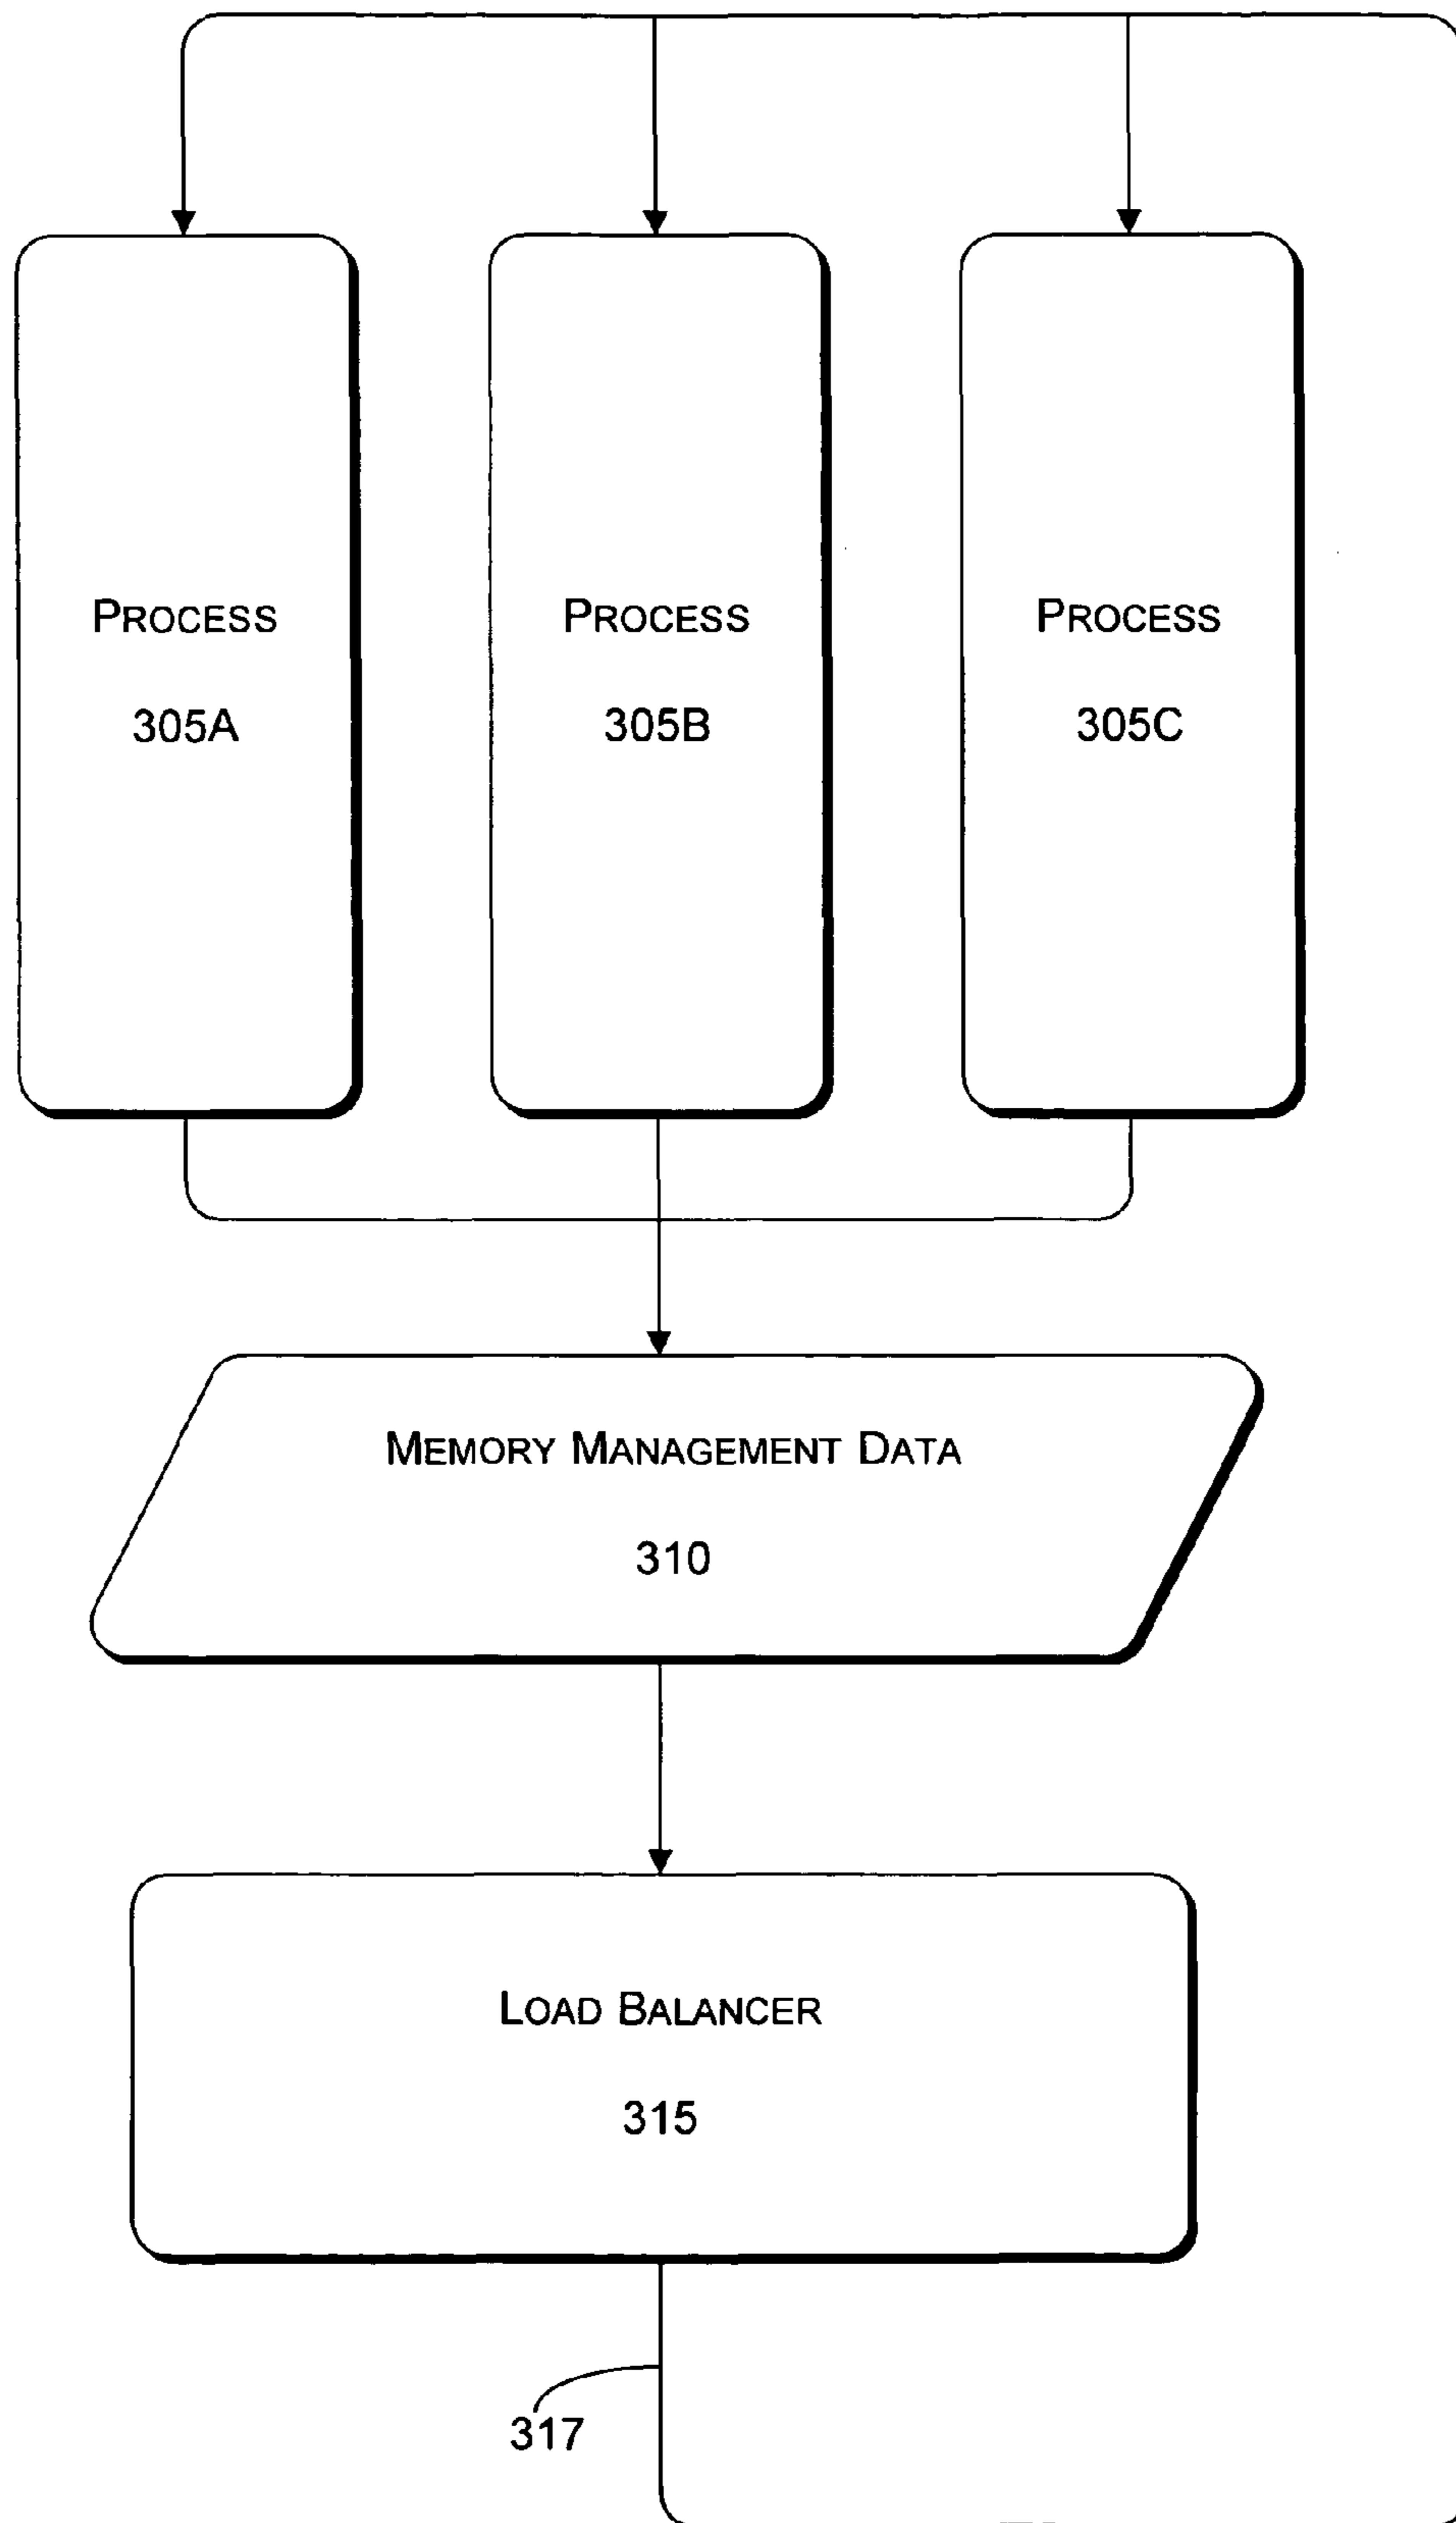 PROCESS
305A
PROCESS
305B
PROCESS
305C
MEMORY MANAGEMENT DATA
310
LOAD BALANCER
315
317